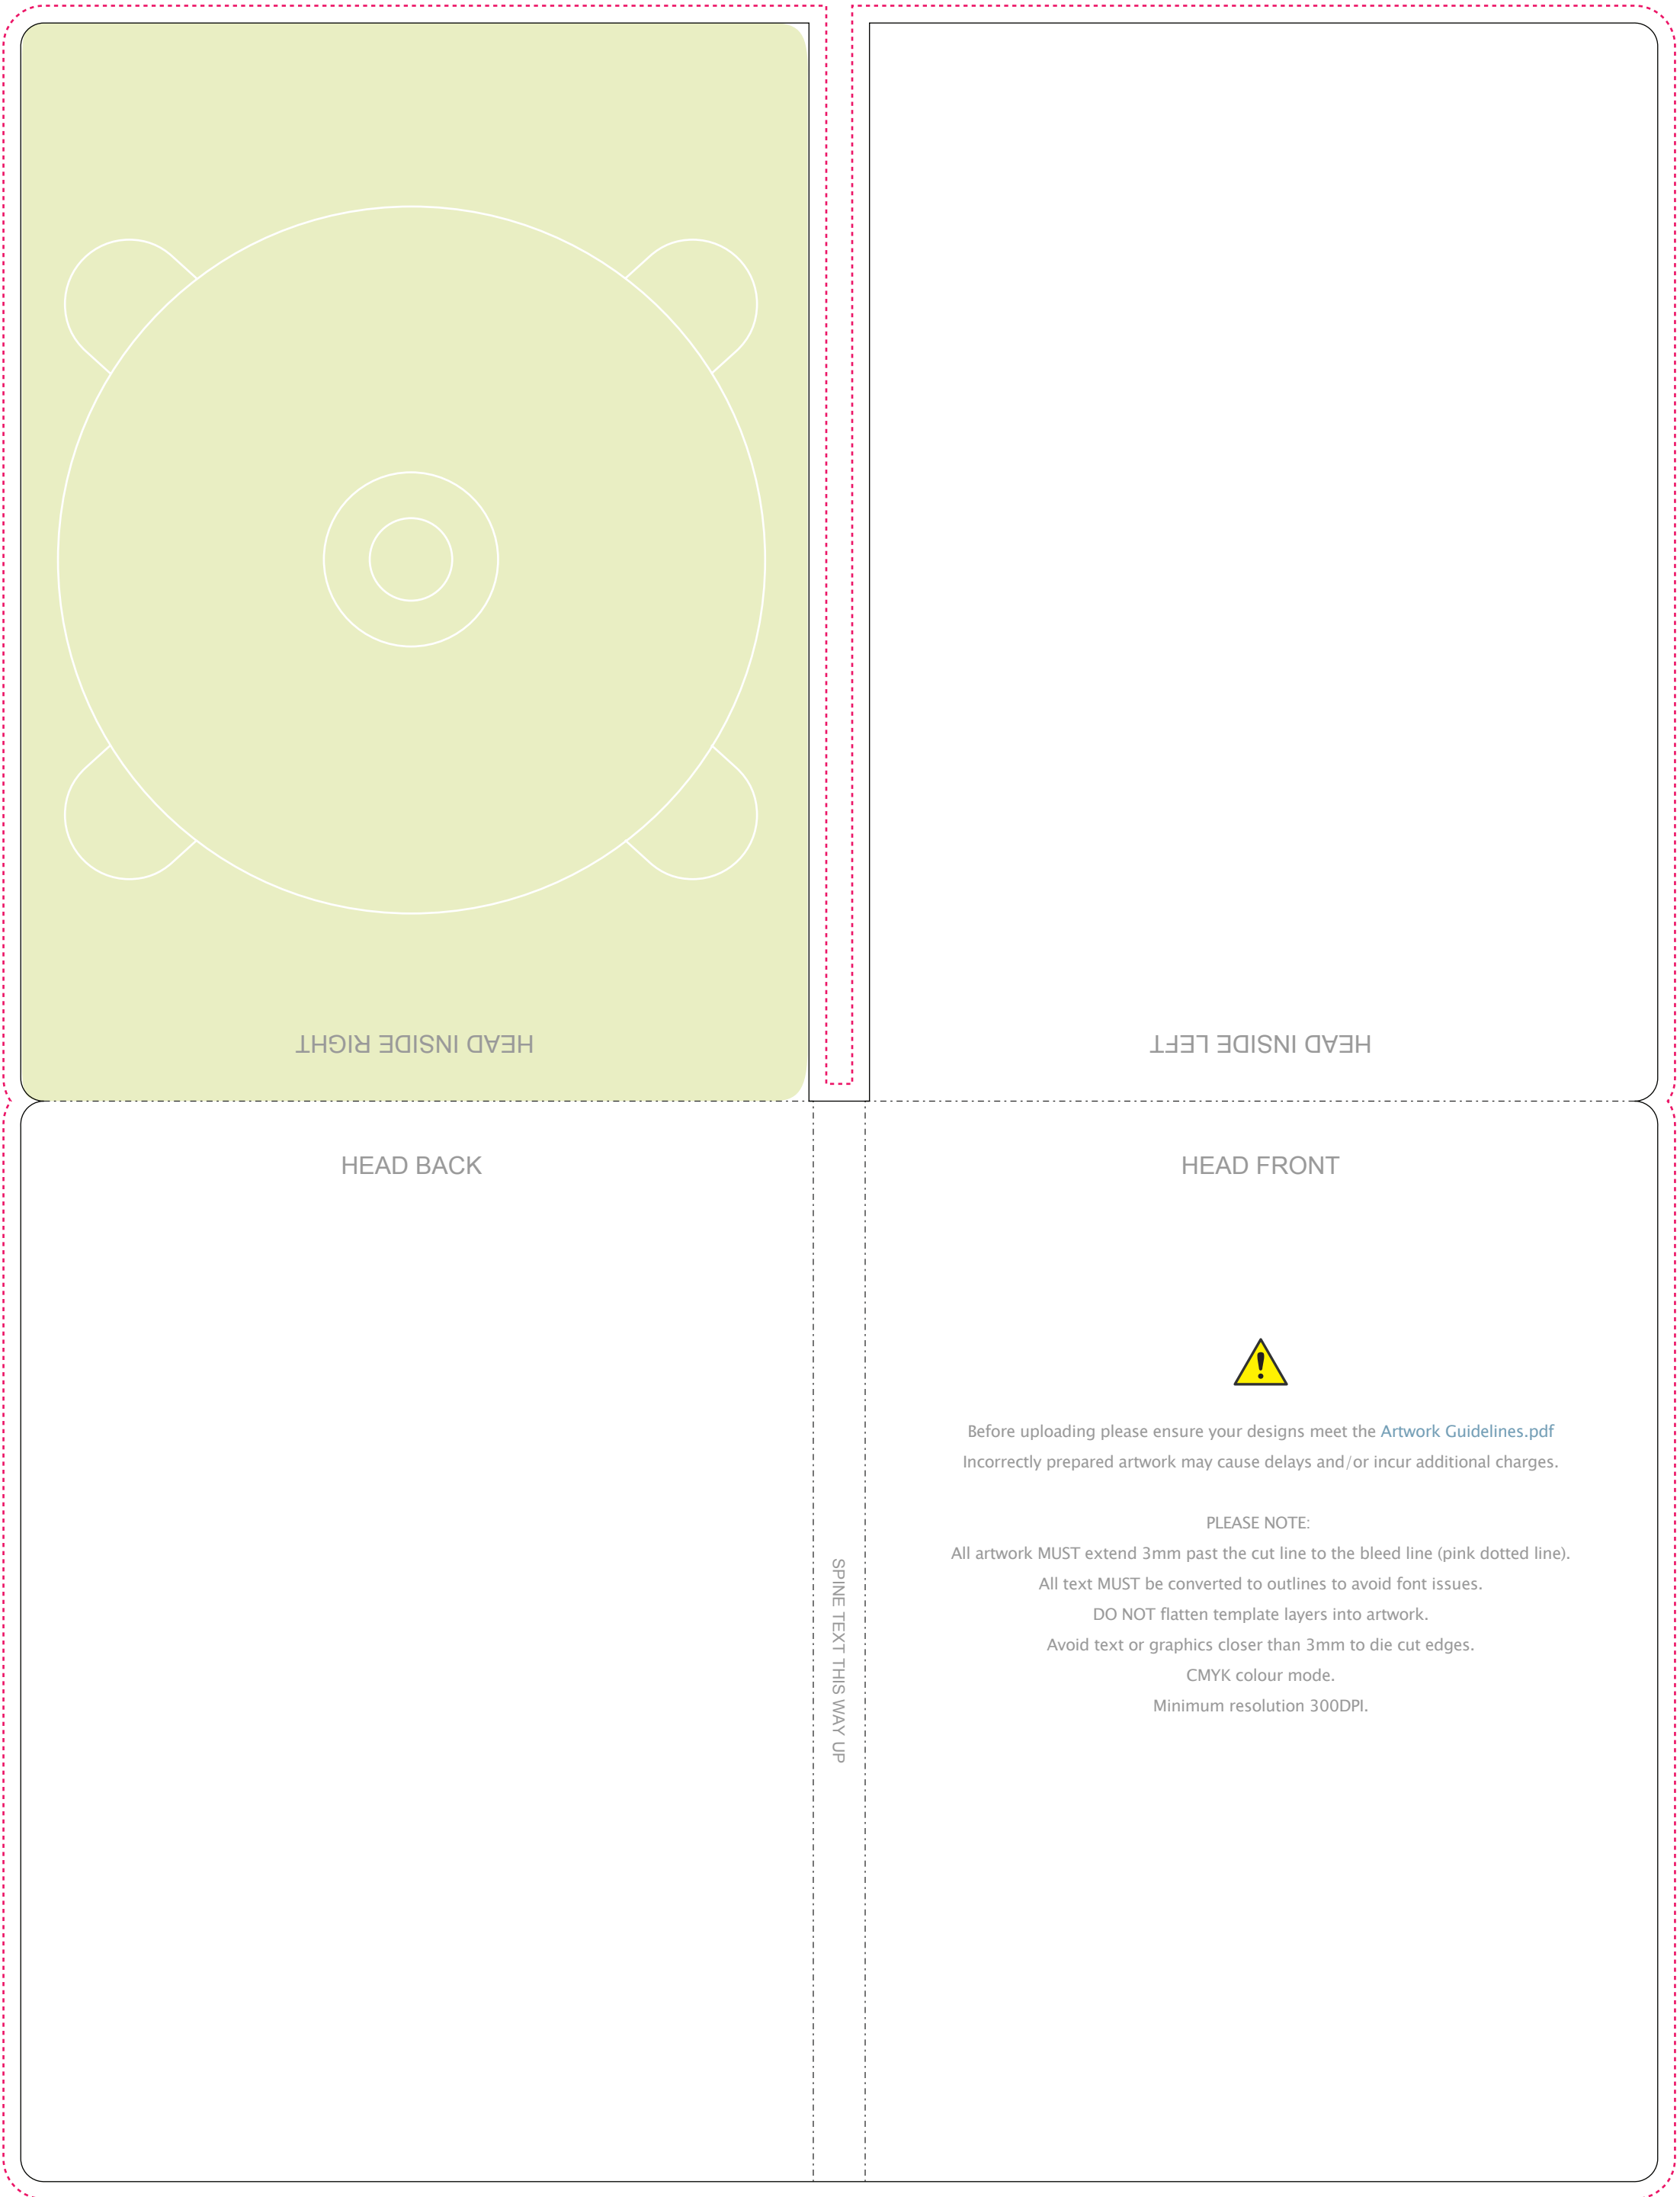 HEAD INSIDE RIGHT
HEAD INSIDE LEFT
HEAD BACK
HEAD FRONT
Before uploading please ensure your designs meet the Artwork Guidelines.pdf
Incorrectly prepared artwork may cause delays and/or incur additional charges.
PLEASE NOTE:
All artwork MUST extend 3mm past the cut line to the bleed line (pink dotted line).
All text MUST be converted to outlines to avoid font issues.
DO NOT flatten template layers into artwork.
Avoid text or graphics closer than 3mm to die cut edges.
CMYK colour mode.
Minimum resolution 300DPI.
SPINE TEXT THIS WAY UP